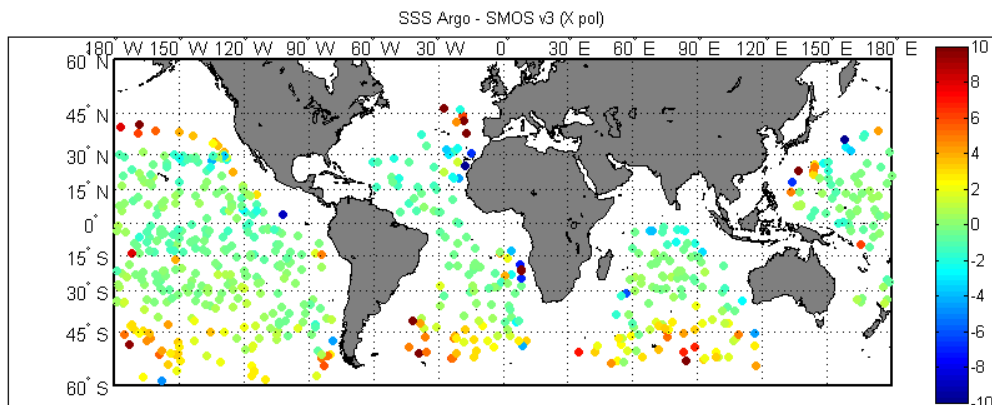 SSS Argo - SMOS v3 (X pol)
180° W 150° W 120° W 90° W 60° W 30° W 0° E 30° E 60° E 90° E 120° E 150° E 180° E
60° N
45° N
30° N
15° N
0°
15° S
30° S
45° S
60° S
10
8
6
4
2
0
-2
-4
-6
-8
-10